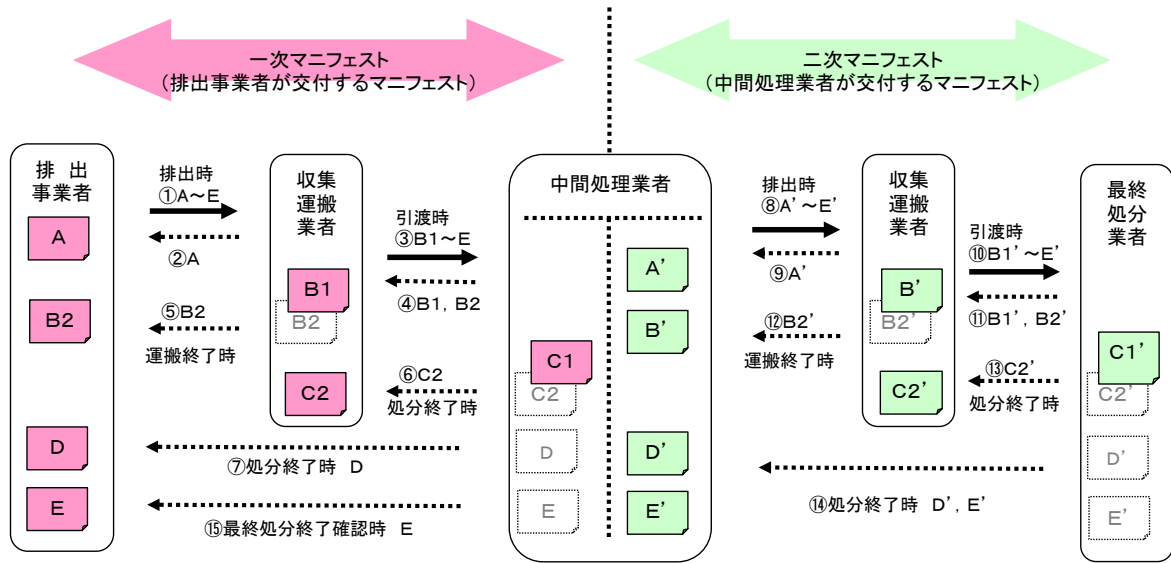 一次マニフェスト
(排出事業者が交付するマニフェスト)
二次マニフェスト
(中間処理業者が交付するマニフェスト)
排 出
事業者
A
B2
D
E
排出時
①A～E
②A
⑤B2
運搬終了時
収集
運搬
業者
B1
B2
C2
引渡時
③B1～E
④B1, B2
⑥C2
処分終了時
⑦処分終了時 D
⑮最終処分終了確認時 E
中間処理業者
C1
C2
D
E
A’
B’
D’
E’
排出時
⑧A’～E’
⑨A’
⑫B2’
運搬終了時
収集
運搬
業者
B’
B2’
C2’
引渡時
⑩B1’～E’
⑪B1’, B2’
⑬C2’
処分終了時
⑭処分終了時 D’, E’
最終
処分
業者
C1’
C2’
D’
E’